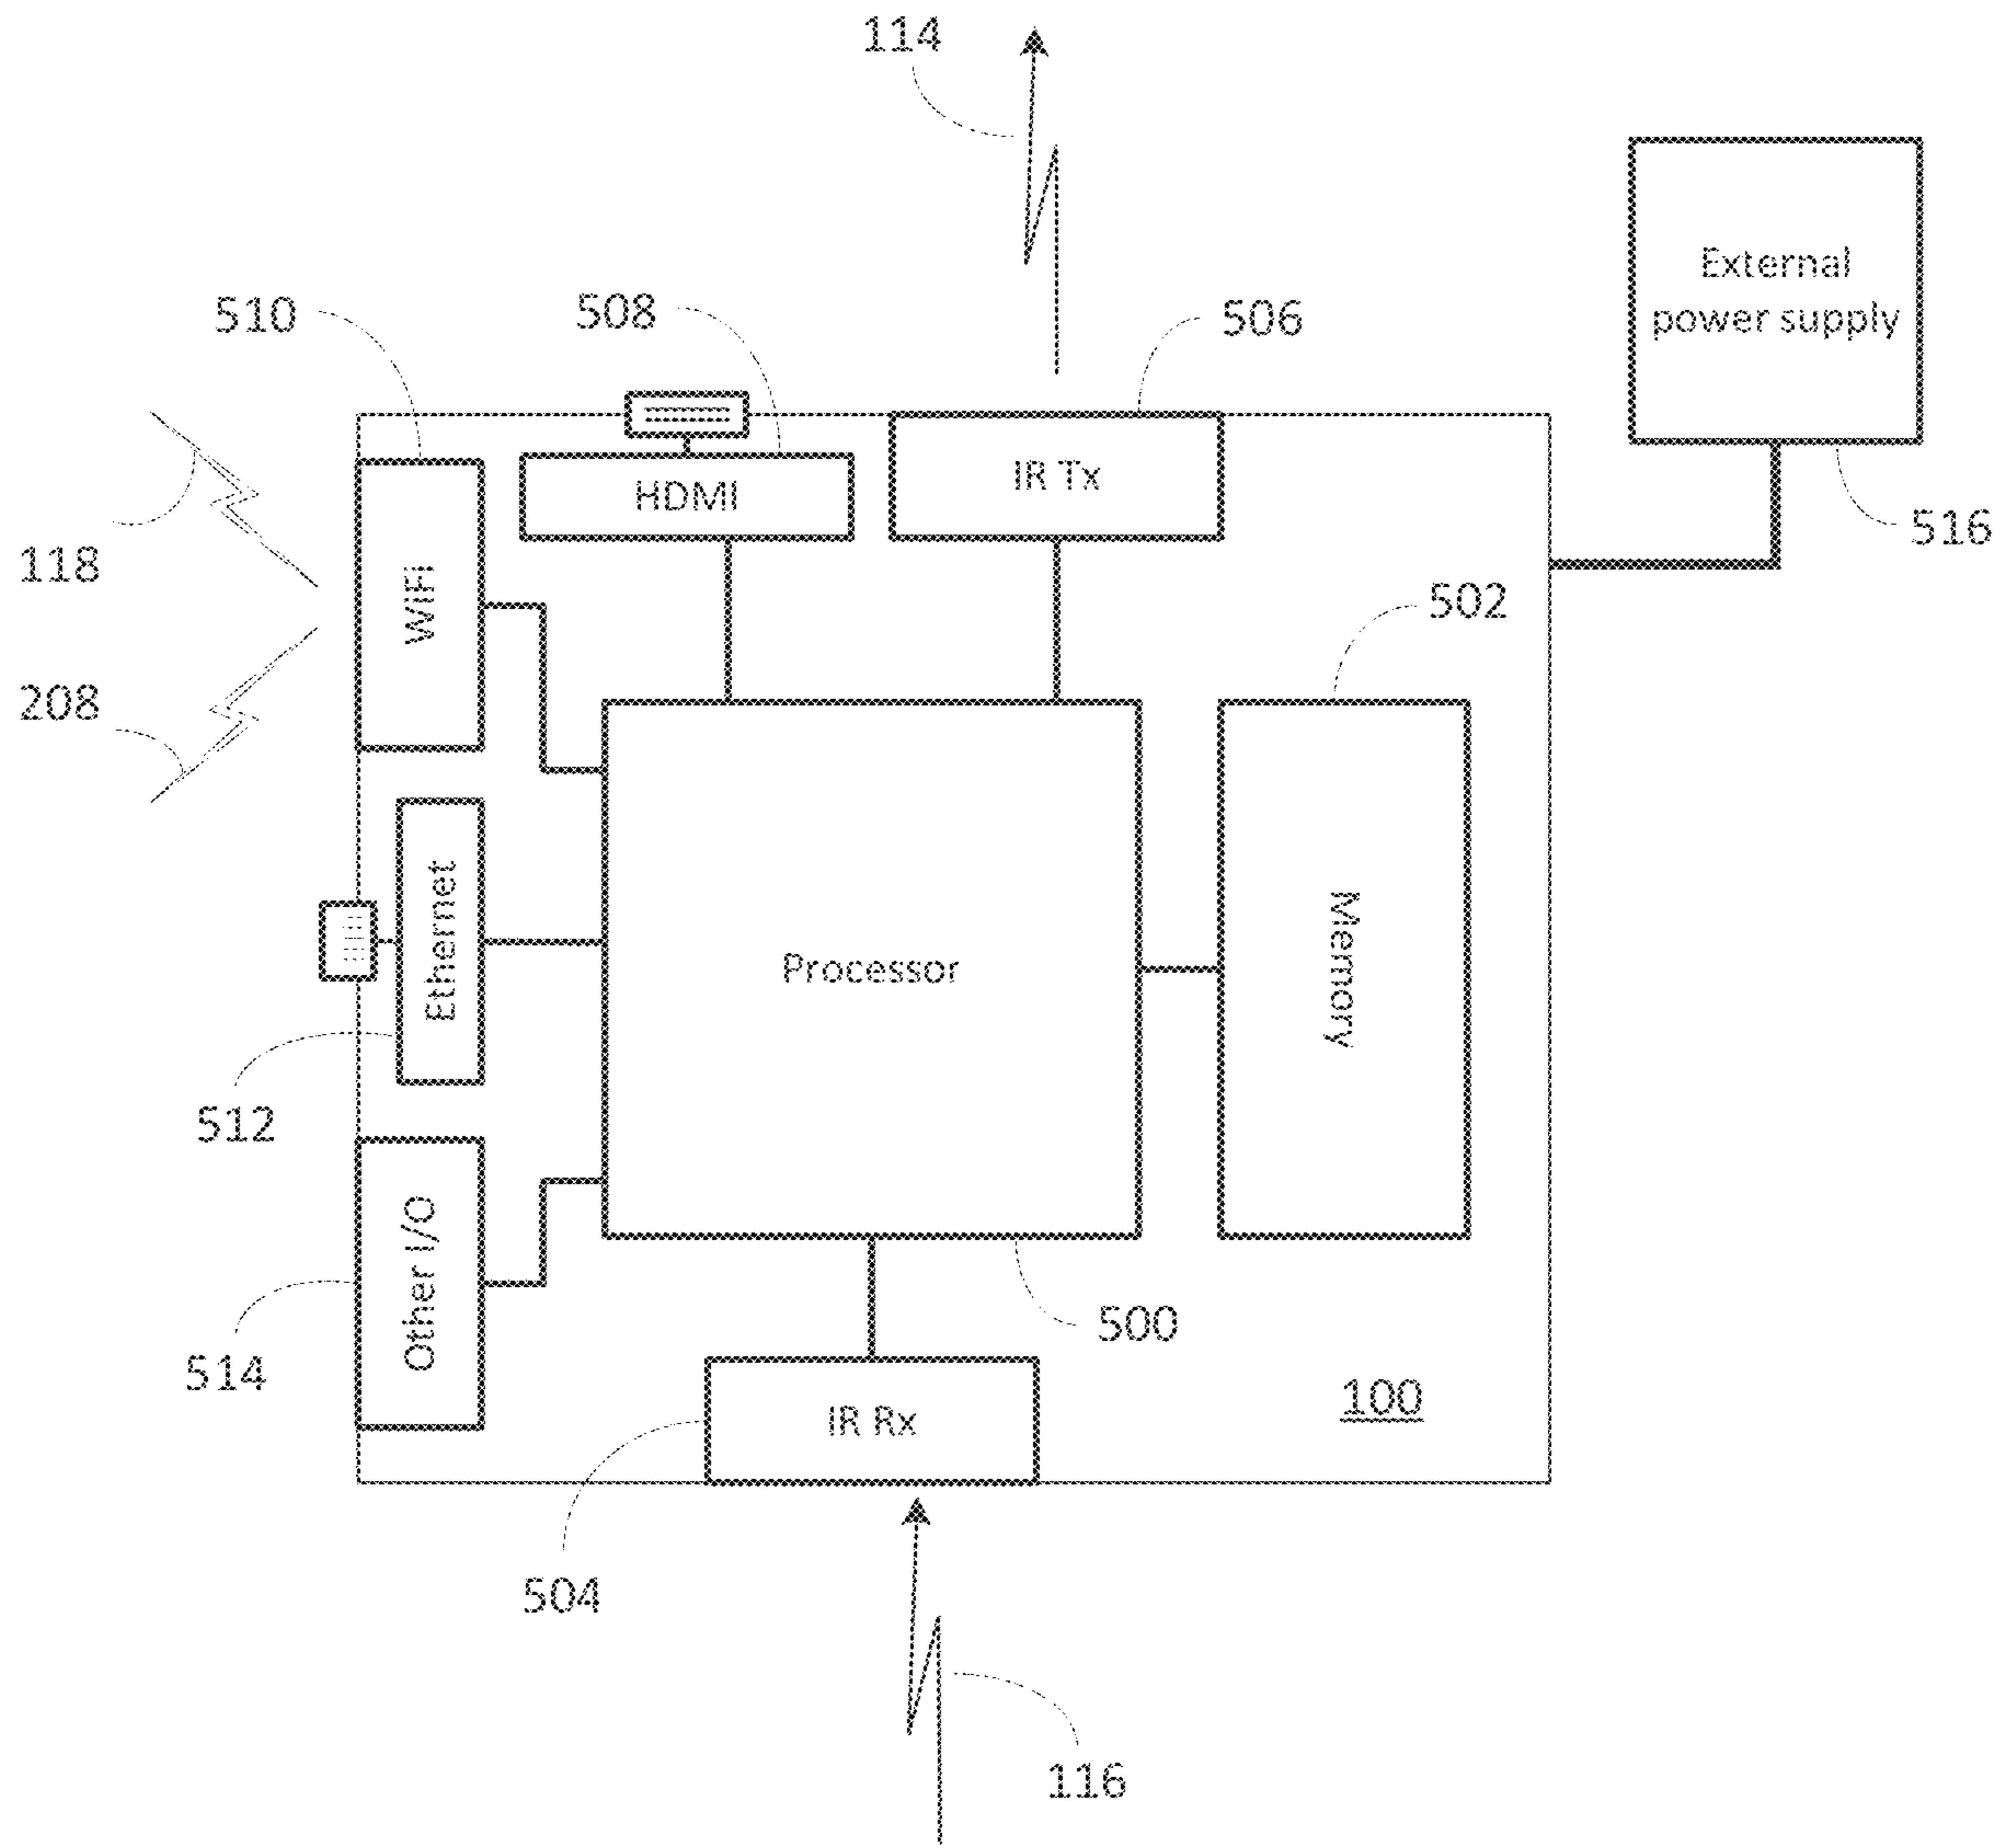 114
External
power supply
510
508
506
516
HDMI
IR Tx
118
WiFi
502
208
Ethernet
Processor
Memory
512
Other I/O
500
514
100
IR Rx
504
116